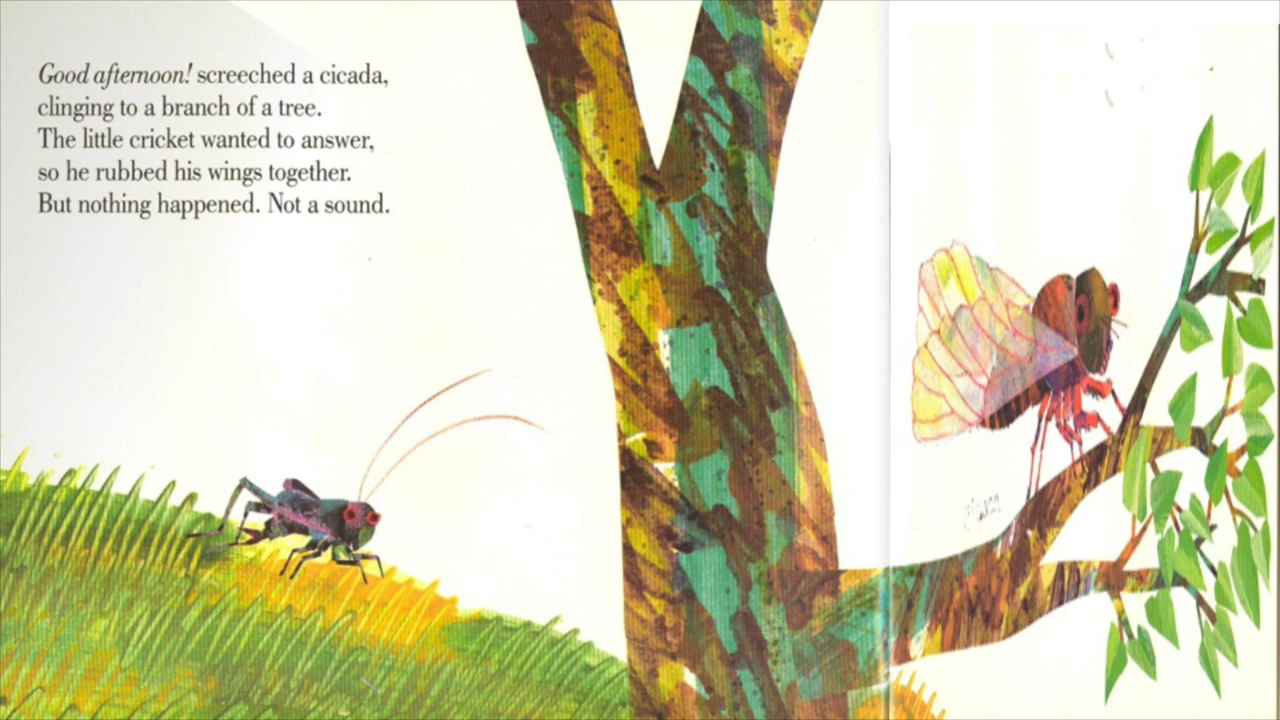 Good afternoon! screeched a cicada,
clinging to a branch of a tree.
The little cricket wanted to answer,
so he rubbed his wings together.
But nothing happened. Not a sound.